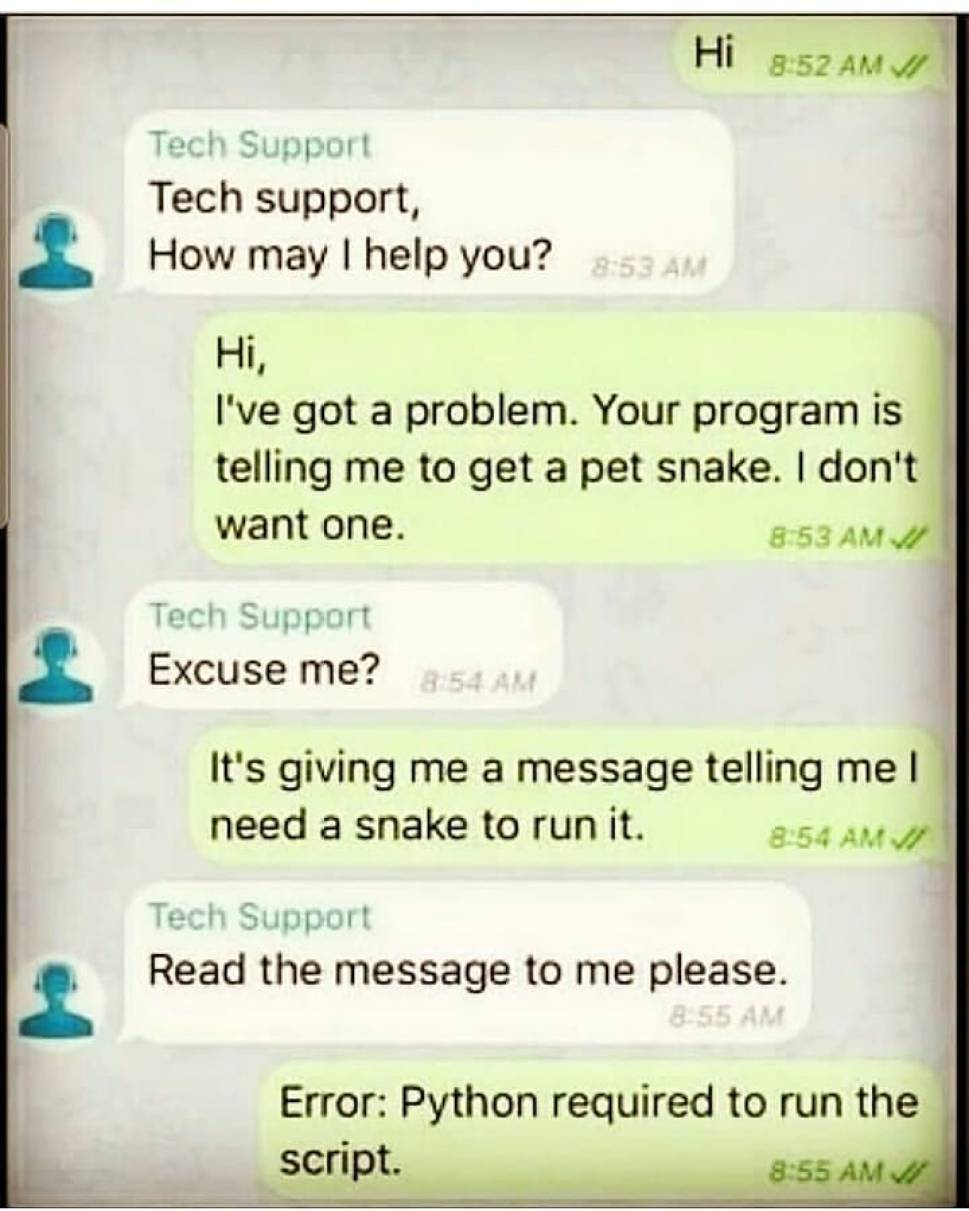 Hi 8:52 AM
Tech Support
Tech support,
How may I help you? 8:53 AM
Hi,
I've got a problem. Your program is
telling me to get a pet snake. I don't
want one. 8:53 AM
Tech Support
Excuse me? 8:54 AM
It's giving me a message telling me I
need a snake to run it. 8:54 AM
Tech Support
Read the message to me please.
8:55 AM
Error: Python required to run the
script. 8:55 AM